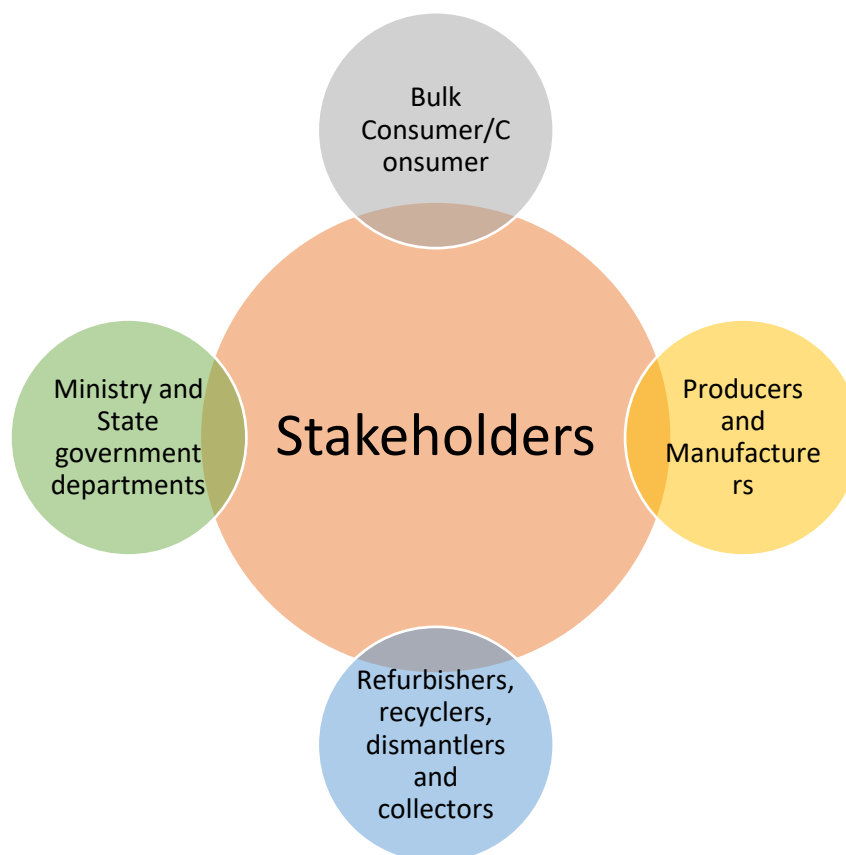 Bulk
Consumer/C
onsumer
Ministry and
State
government
departments
Stakeholders
Producers
and
Manufacture
rs
Refurbishers,
recyclers,
dismantlers
and
collectors